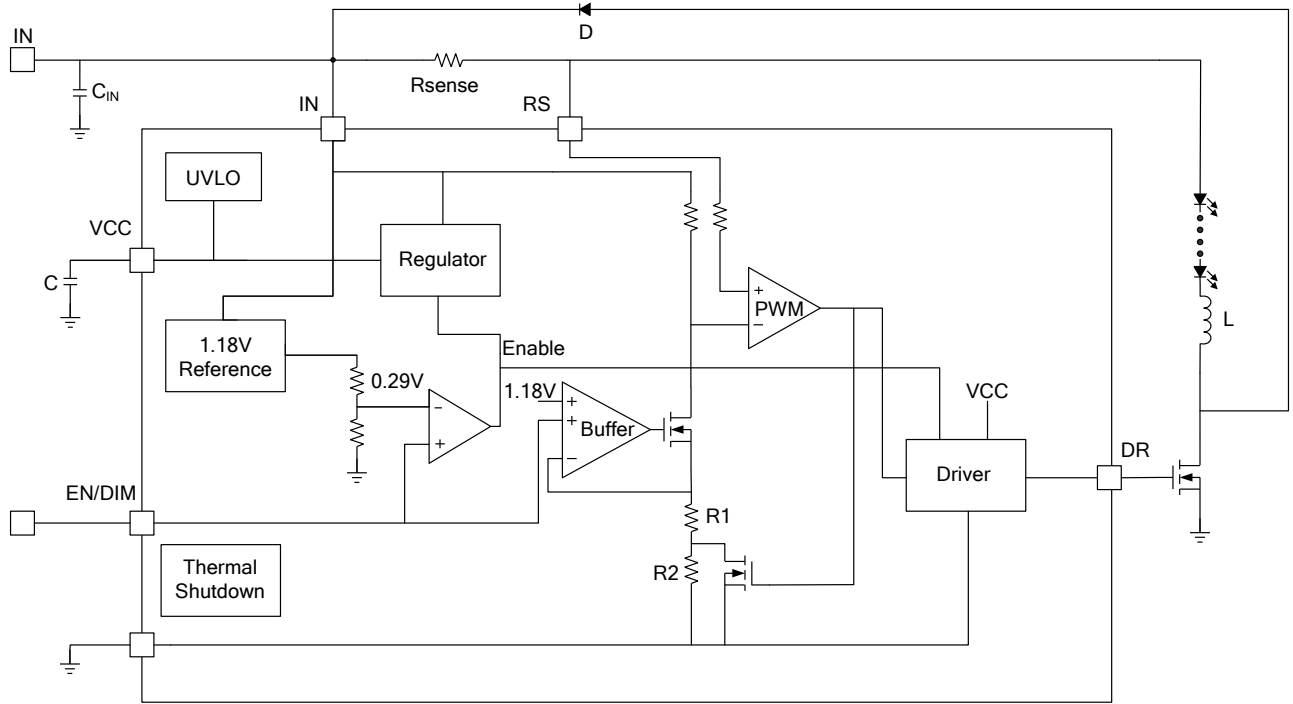 D
IN
C_IN
Rsense
IN
RS
UVLO
VCC
C
Regulator
PWM
+
−
L
1.18V
Reference
Enable
0.29V
−
+
1.18V
+
+
−
Buffer
VCC
Driver
DR
EN/DIM
R1
R2
Thermal
Shutdown